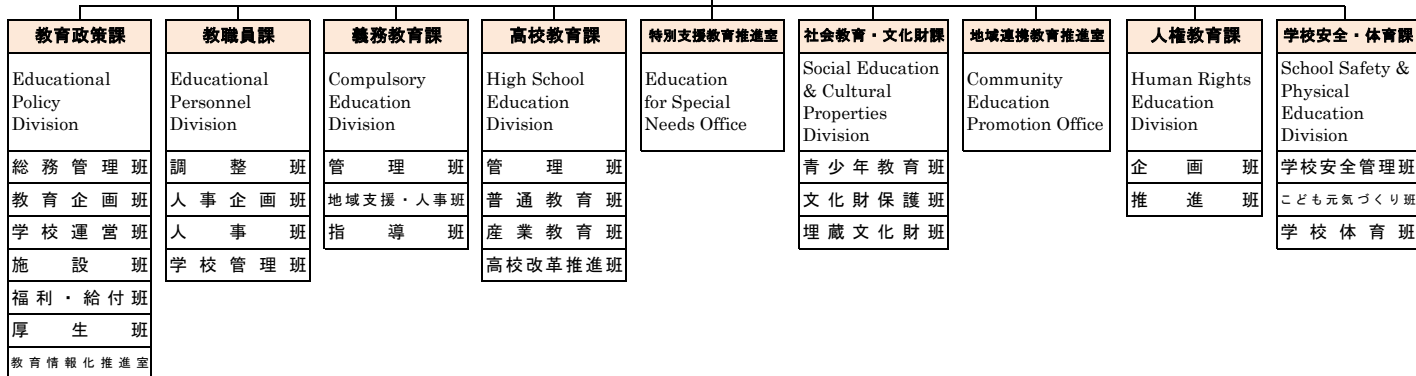 教育政策課
Educational
Policy
Division
総務管理班
教育企画班
学校運営班
施設班
福利・給付班
厚生班
教育情報化推進室
教職員課
Educational
Personnel
Division
調整班
人事企画班
人事班
学校管理班
義務教育課
Compulsory
Education
Division
管理班
地域支援・人事班
指導班
高校教育課
High School
Education
Division
管理班
普通教育班
産業教育班
高校改革推進班
特別支援教育推進室
Education
for Special
Needs Office
社会教育・文化財課
Social Education
& Cultural
Properties
Division
青少年教育班
文化財保護班
埋蔵文化財班
地域連携教育推進室
Community
Education
Promotion Office
人権教育課
Human Rights
Education
Division
企画班
推進班
学校安全・体育課
School Safety &
Physical
Education
Division
学校安全管理班
こども元気づくり班
学校体育班